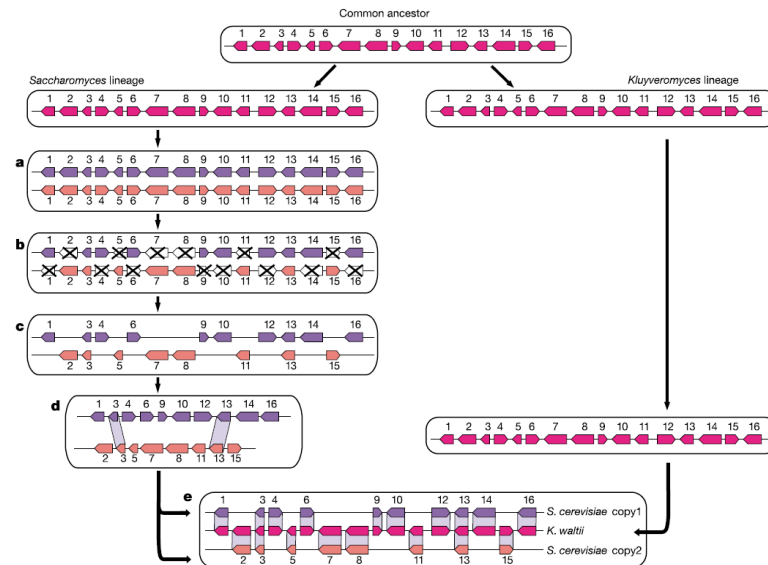 Common ancestor
1 2 3 4 5 6 7 8 9 10 11 12 13 14 15 16
Saccharomyces lineage
Kluyveromyces lineage
1 2 3 4 5 6 7 8 9 10 11 12 13 14 15 16
1 2 3 4 5 6 7 8 9 10 11 12 13 14 15 16
a
1 2 3 4 5 6 7 8 9 10 11 12 13 14 15 16
1 2 3 4 5 6 7 8 9 10 11 12 13 14 15 16
b
1 2 3 4 5 6 7 8 9 10 11 12 13 14 15 16
1 2 3 4 5 6 7 8 9 10 11 12 13 14 15 16
c
1 3 4 6 9 10 12 13 14 16
2 3 5 7 8 11 13 15
d
1 3 4 6 9 10 12 13 14 16
2 3 5 7 8 11 13 15
1 2 3 4 5 6 7 8 9 10 11 12 13 14 15 16
e
1 3 4 6 9 10 12 13 14 16
S. cerevisiae copy1
K. waltii
S. cerevisiae copy2
2 3 5 7 8 11 13 15